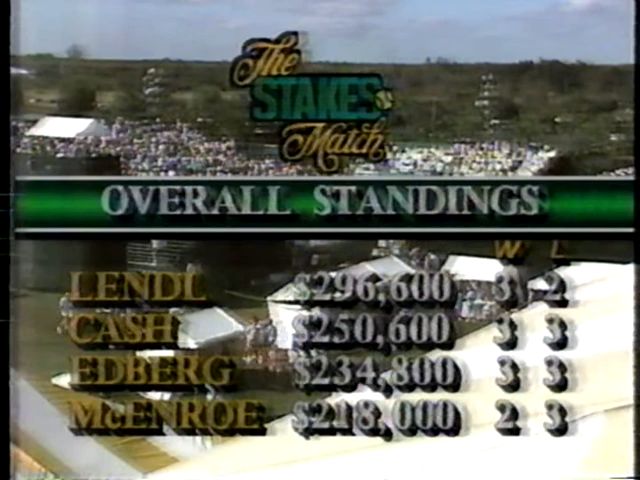 The
STAKES
Match
OVERALL STANDINGS
W L
LENDL $296,600 3 2
CASH $250,600 3 3
EDBERG $234,800 3 3
McENROE $218,000 2 3